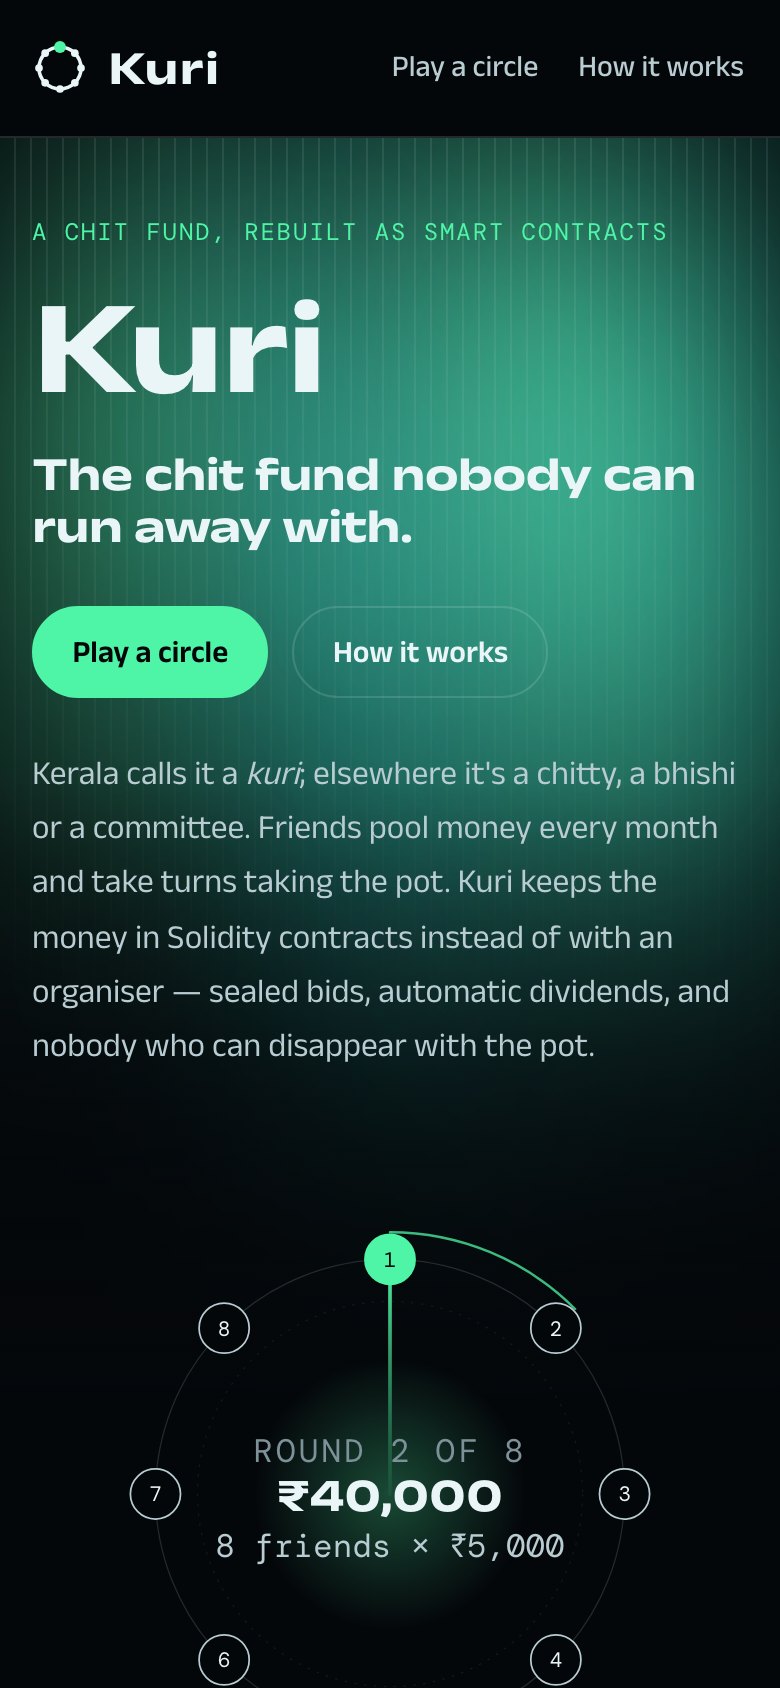 Kuri
Play a circle
How it works
A CHIT FUND, REBUILT AS SMART CONTRACTS
Kuri
The chit fund nobody can
run away with.
Play a circle
How it works
Kerala calls it a kuri; elsewhere it's a chitty, a bhishi
or a committee. Friends pool money every month
and take turns taking the pot. Kuri keeps the
money in Solidity contracts instead of with an
organiser — sealed bids, automatic dividends, and
nobody who can disappear with the pot.
1
8
2
ROUND 2 OF 8
7
₹40,000
3
8 friends × ₹5,000
6
4